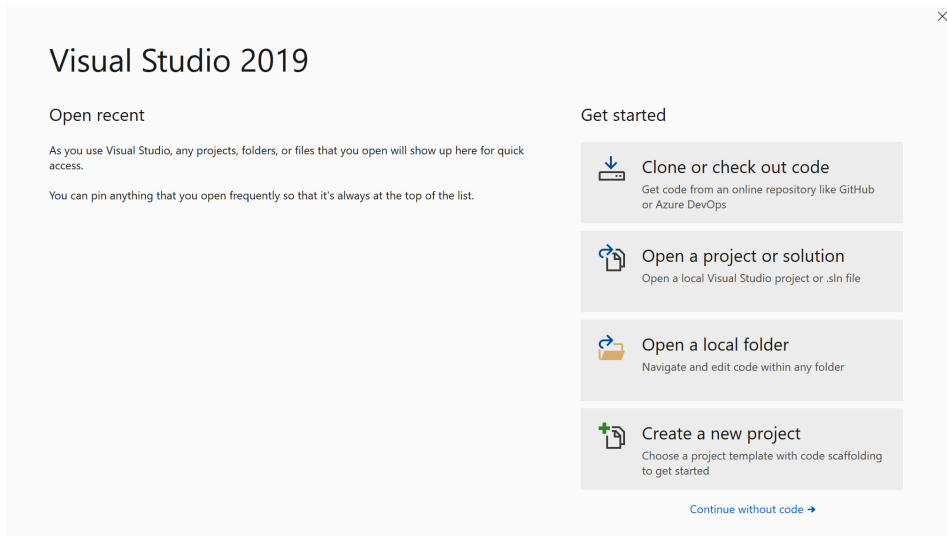 Visual Studio 2019
Open recent
As you use Visual Studio, any projects, folders, or files that you open will show up here for quick
access.
You can pin anything that you open frequently so that it's always at the top of the list.
Get started
Clone or check out code
Get code from an online repository like GitHub
or Azure DevOps
Open a project or solution
Open a local Visual Studio project or .sln file
Open a local folder
Navigate and edit code within any folder
Create a new project
Choose a project template with code scaffolding
to get started
Continue without code →